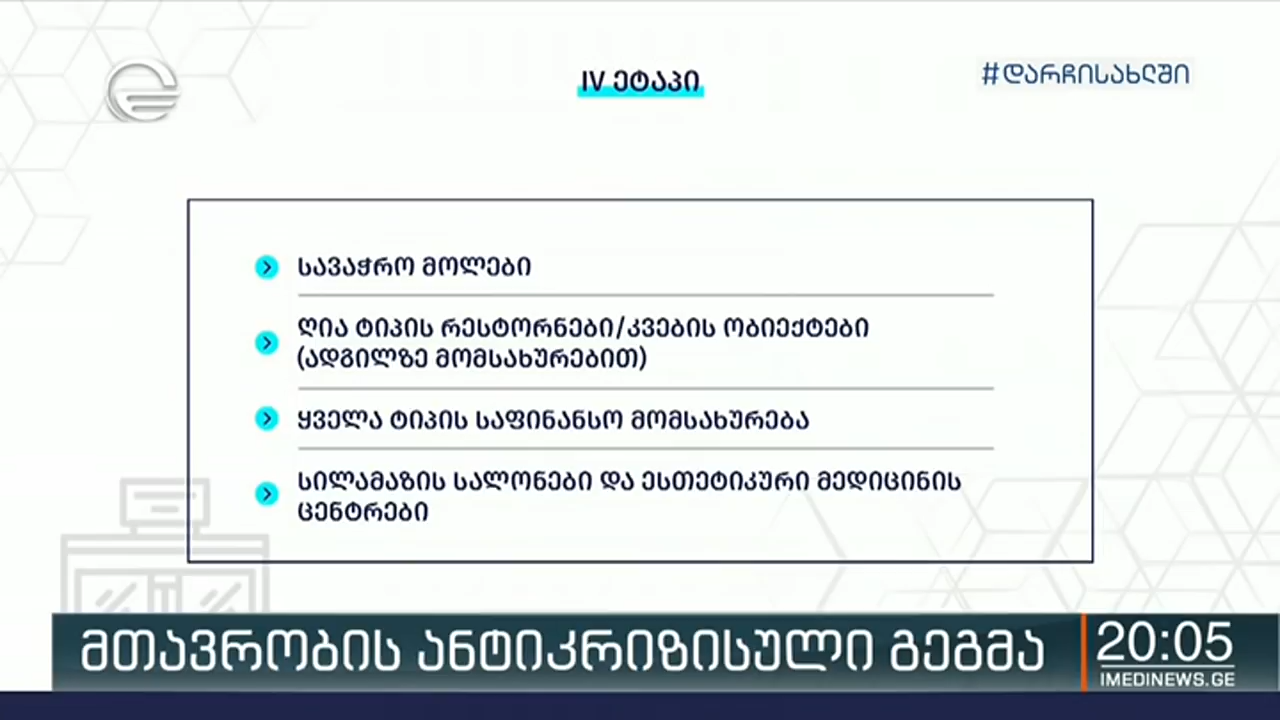 IV ეტაპი
#დარჩისახლში
სავაჭრო მოლები
ღია ტიპის რესტორნები/კვების ობიექტები
(ადგილზე მომსახურებით)
ყველა ტიპის საფინანსო მომსახურება
სილამაზის სალონები და ესთეტიკური მედიცინის
ცენტრები
მთავრობის ანტიკრიზისული გეგმა
20:05
IMEDINEWS.GE